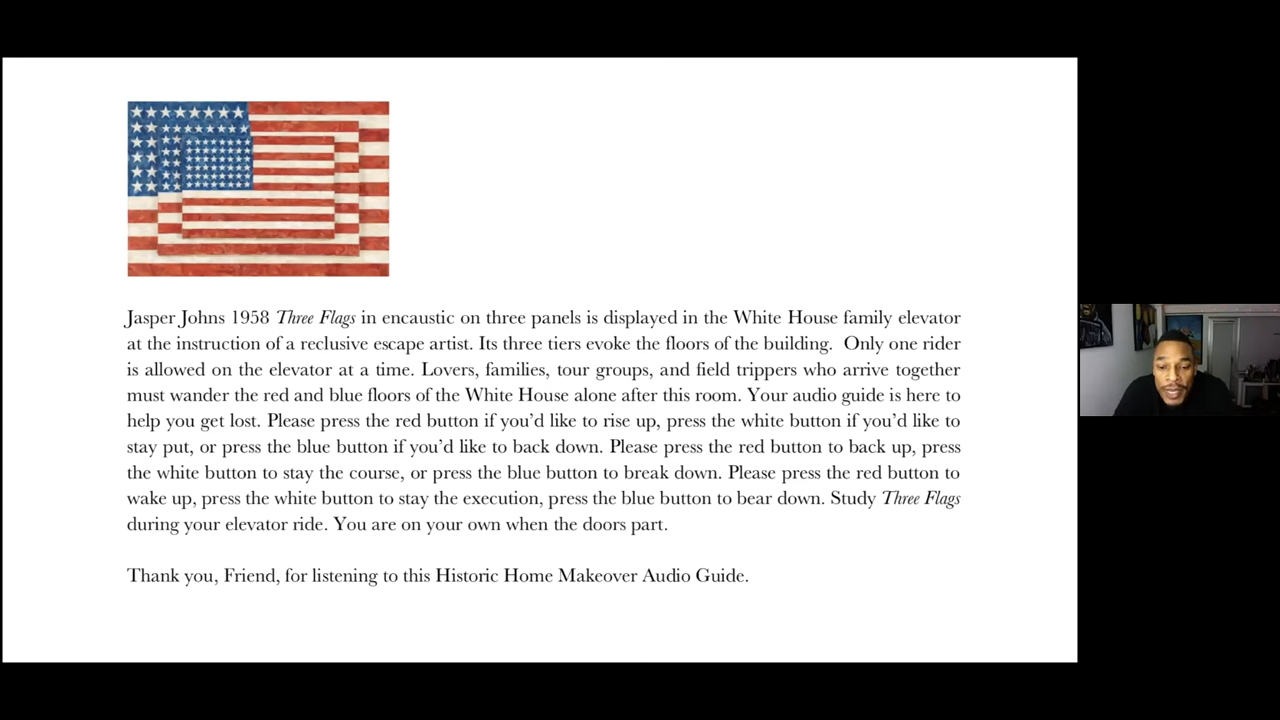 Jasper Johns 1958 Three Flags in encaustic on three panels is displayed in the White House family elevator
at the instruction of a reclusive escape artist. Its three tiers evoke the floors of the building.  Only one rider
is allowed on the elevator at a time. Lovers, families, tour groups, and field trippers who arrive together
must wander the red and blue floors of the White House alone after this room. Your audio guide is here to
help you get lost. Please press the red button if you’d like to rise up, press the white button if you’d like to
stay put, or press the blue button if you’d like to back down. Please press the red button to back up, press
the white button to stay the course, or press the blue button to break down. Please press the red button to
wake up, press the white button to stay the execution, press the blue button to bear down. Study Three Flags
during your elevator ride. You are on your own when the doors part.
Thank you, Friend, for listening to this Historic Home Makeover Audio Guide.